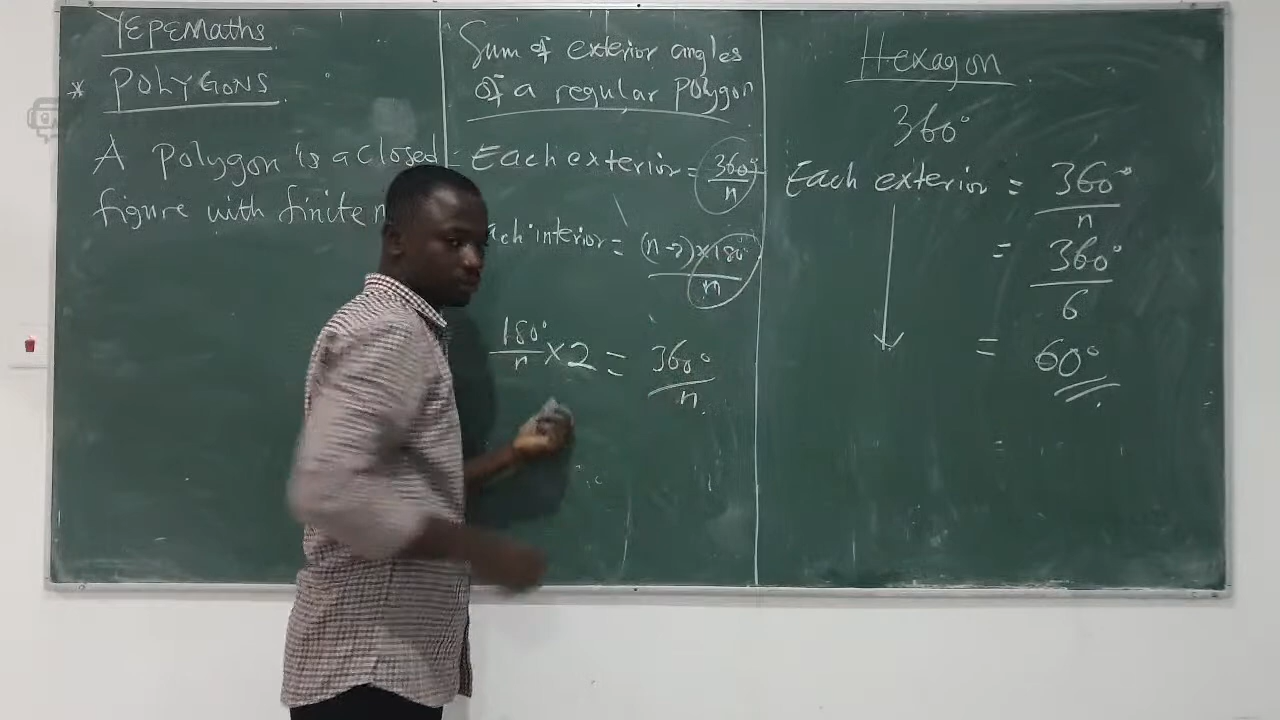 YEPEMaths
* POLYGONS
A Polygon is a closed
figure with finite n
Sum of exterior angles
of a regular Polygon
Each exterior = 360°/n
ach interior = (n-2)×180°/n
180°/n × 2 = 360°/n
Hexagon
360°
Each exterior = 360°/n
= 360°/6
= 60°